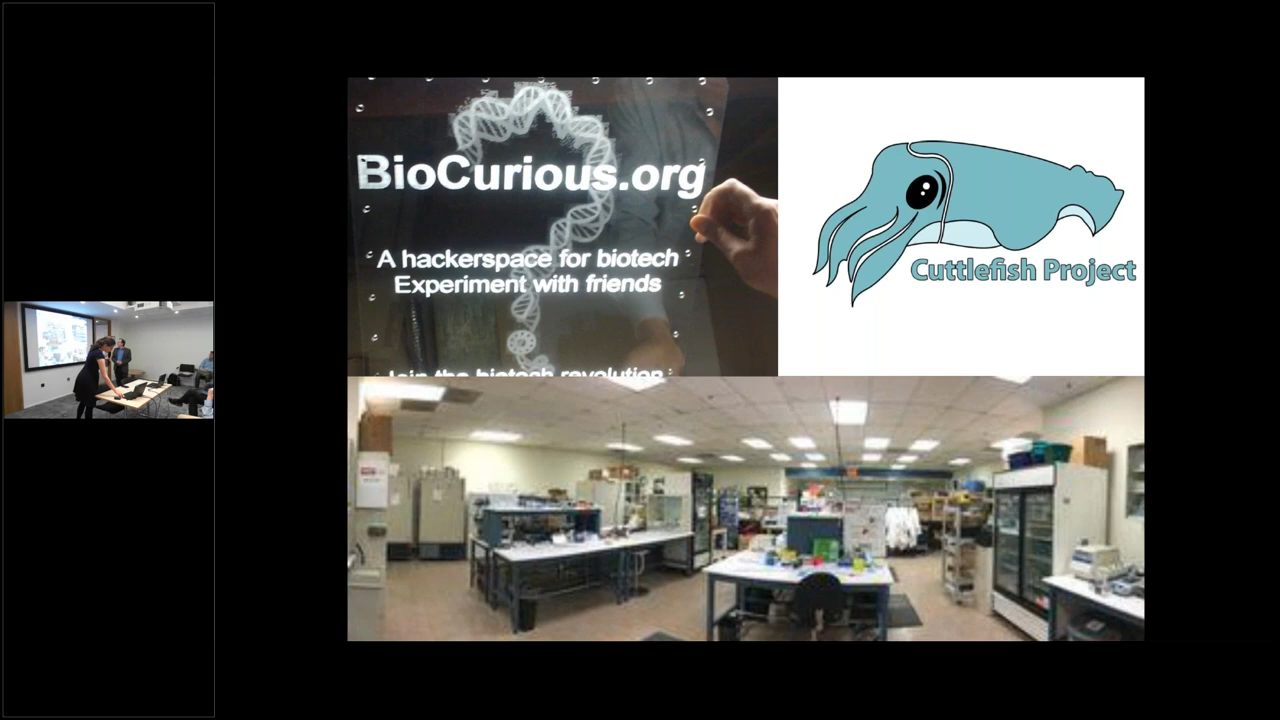 BioCurious.org
A hackerspace for biotech
Experiment with friends
Join the biotech revolution
Cuttlefish Project